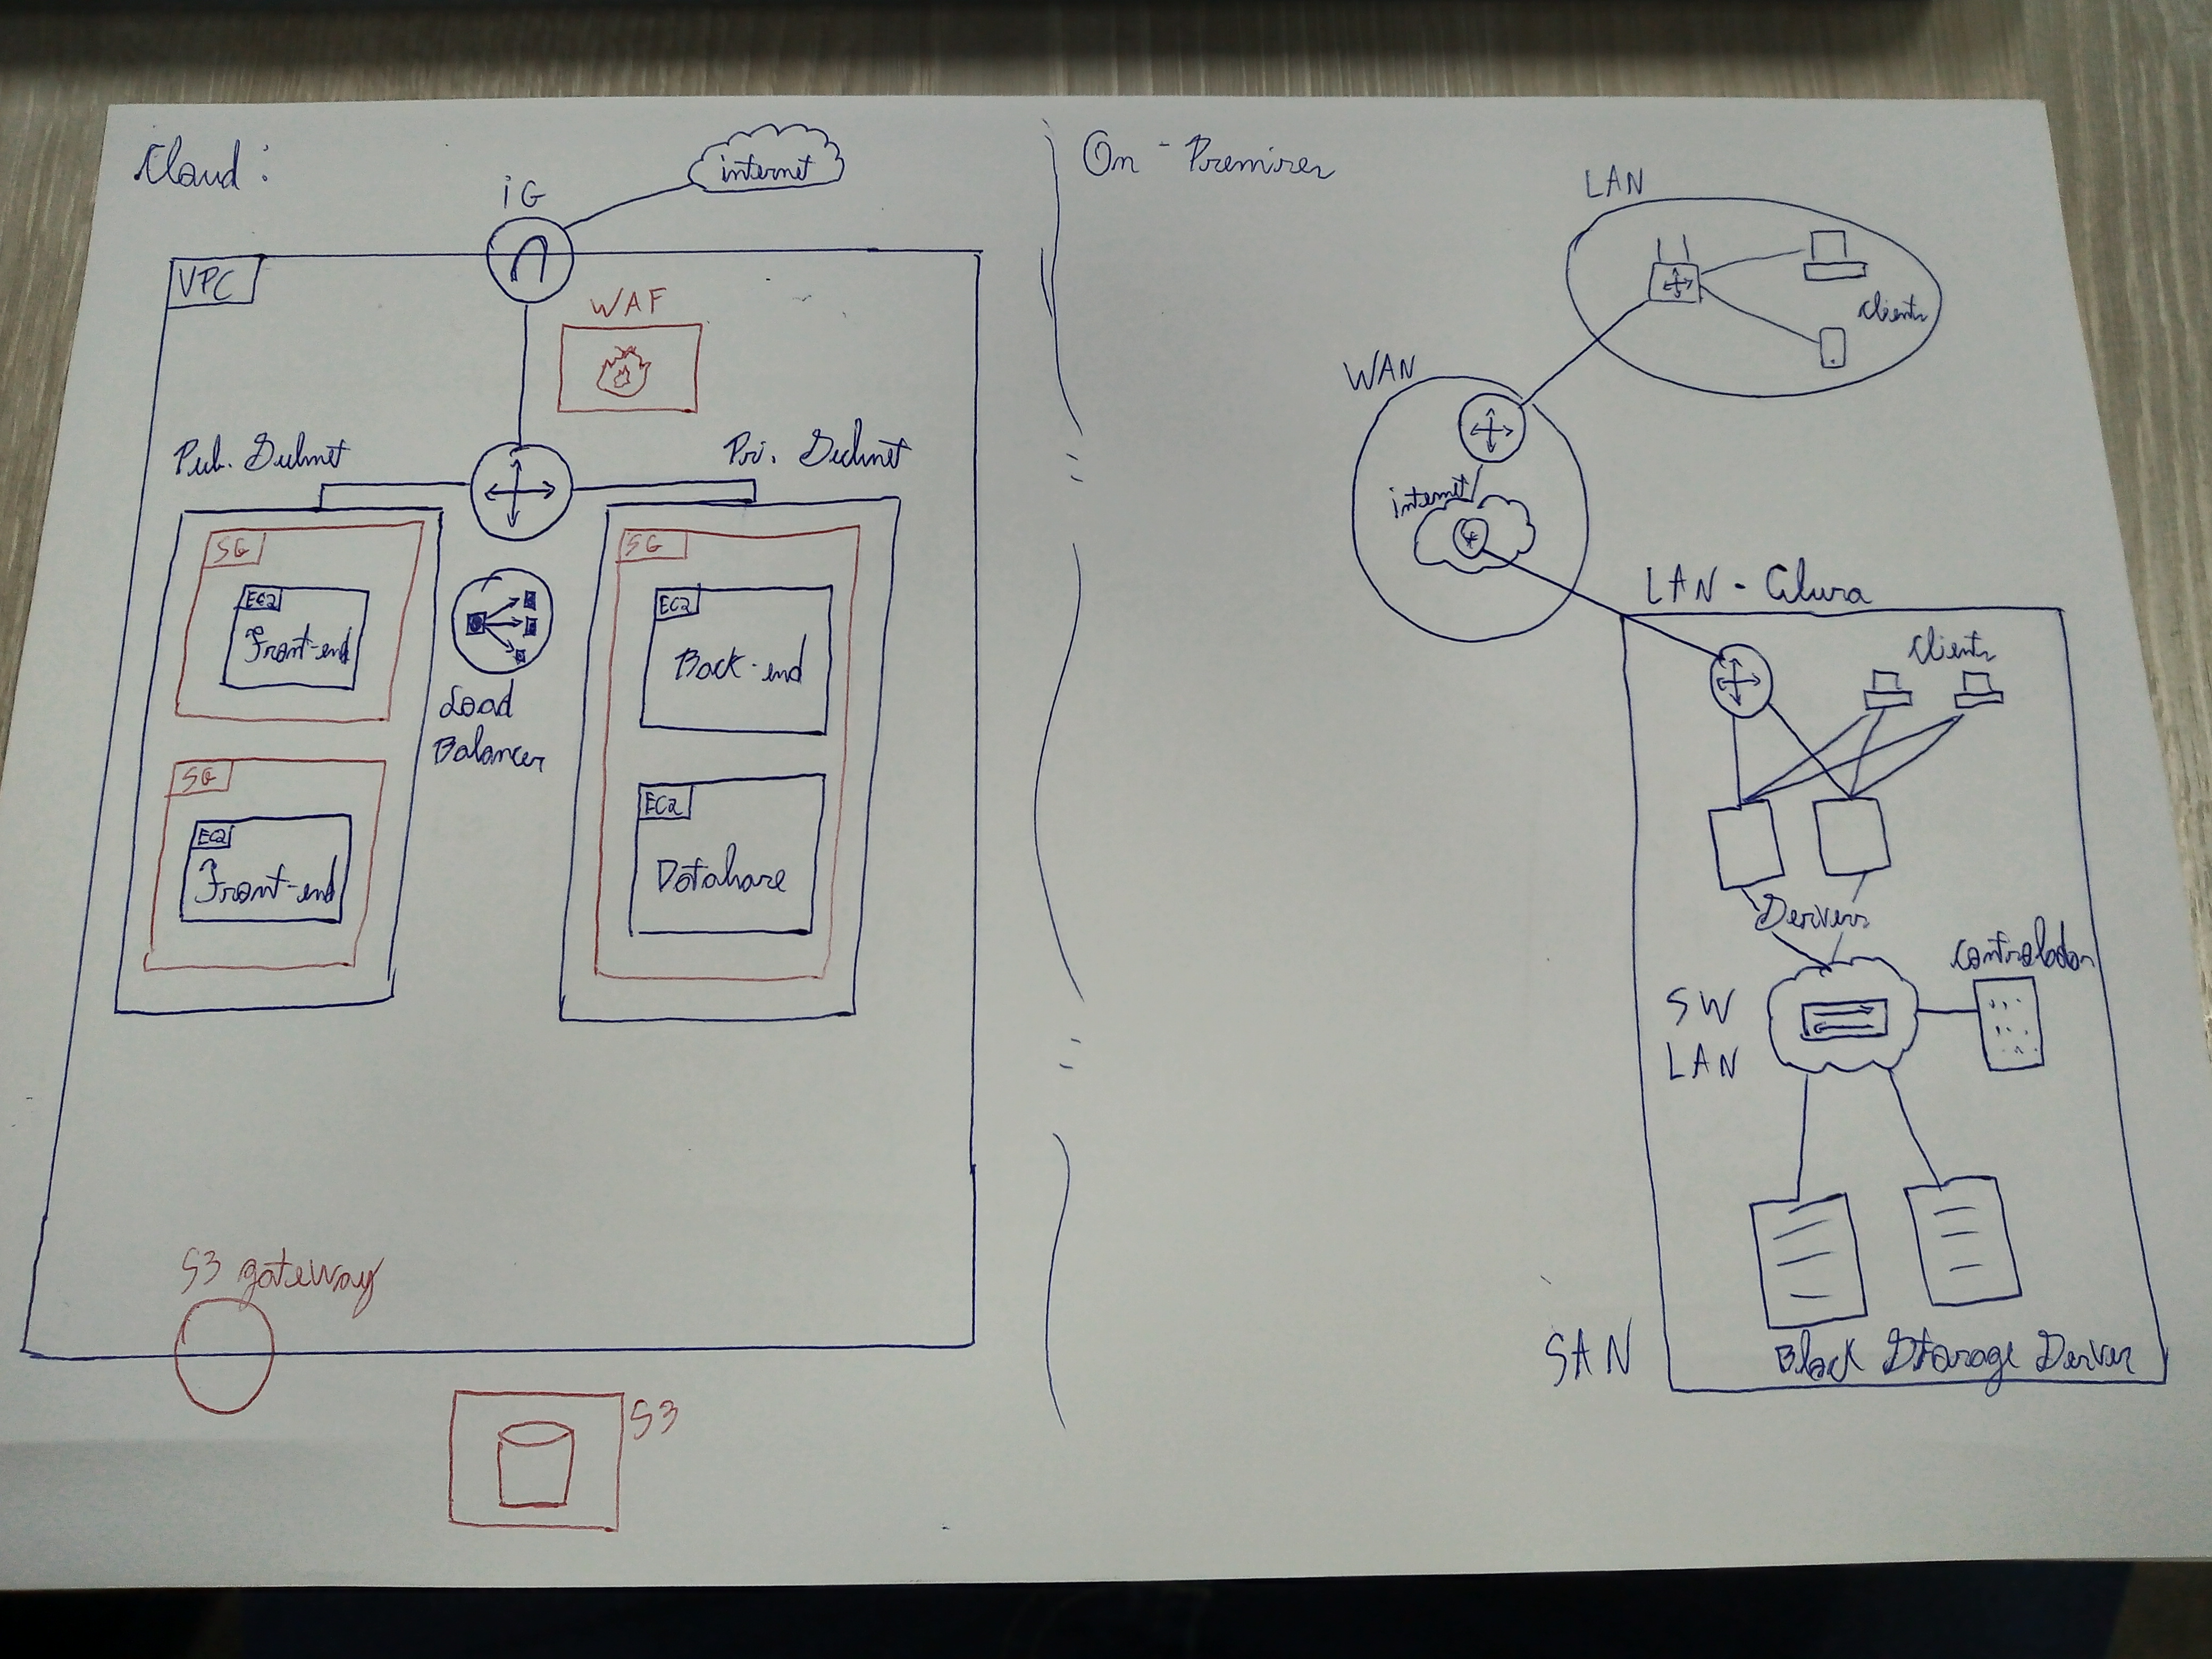 Cloud:
internet
iG
VPC
WAF
Pub. Subnet
Pri. Subnet
SG
EC2
Front-end
SG
EC2
Front-end
Load
Balancer
SG
EC2
Back-end
EC2
Database
S3 gateway
S3
On-Premises
LAN
Clients
WAN
internet
LAN -
Clients
Servers
SW
LAN
Controlador
SAN
Block Storage Server